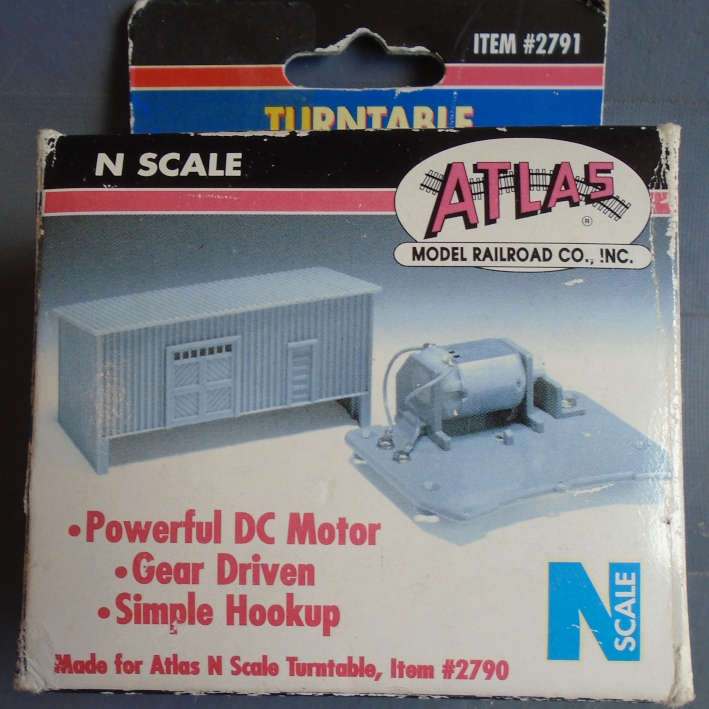 ITEM #2791
TURNTABLE
N SCALE
ATLAS
®
MODEL RAILROAD CO., INC.
• Powerful DC Motor
• Gear Driven
• Simple Hookup
Made for Atlas N Scale Turntable, Item #2790
N SCALE